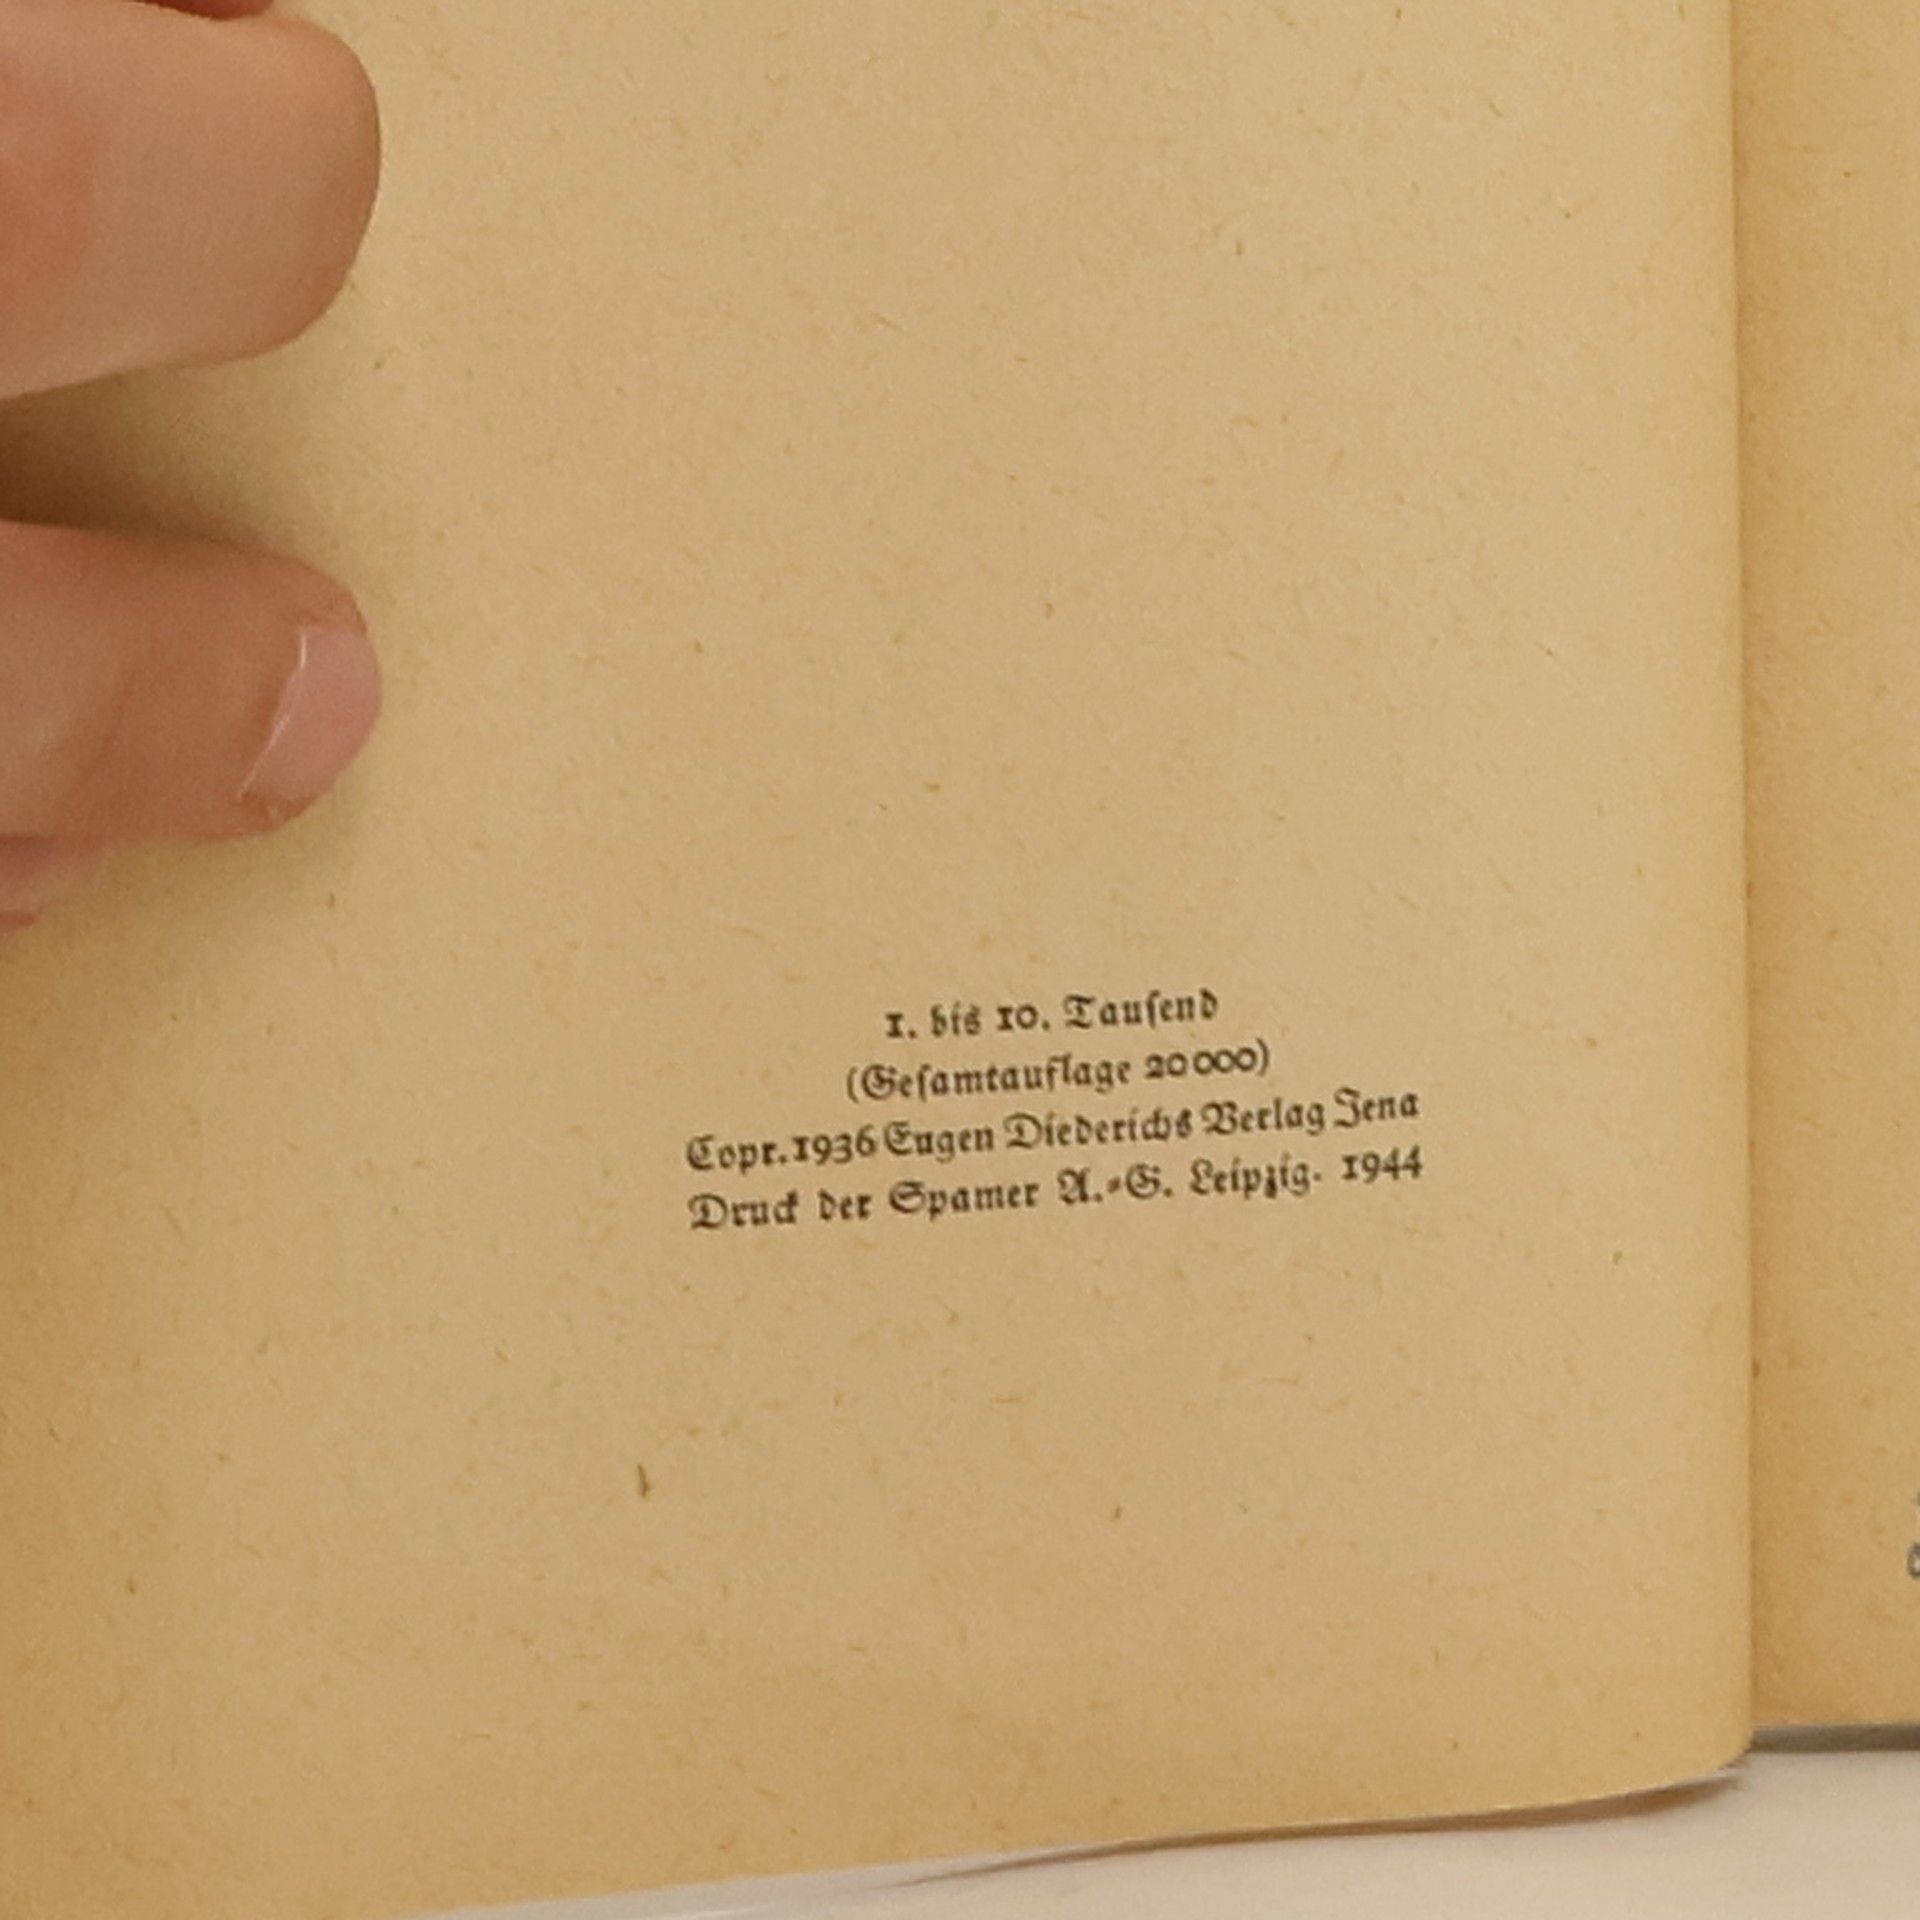 1. bis 10. Tauſend
(Geſamtauflage 20000)
Copr. 1936 Eugen Diederichs Verlag Jena
Druck der Spamer A.-G. Leipzig. 1944